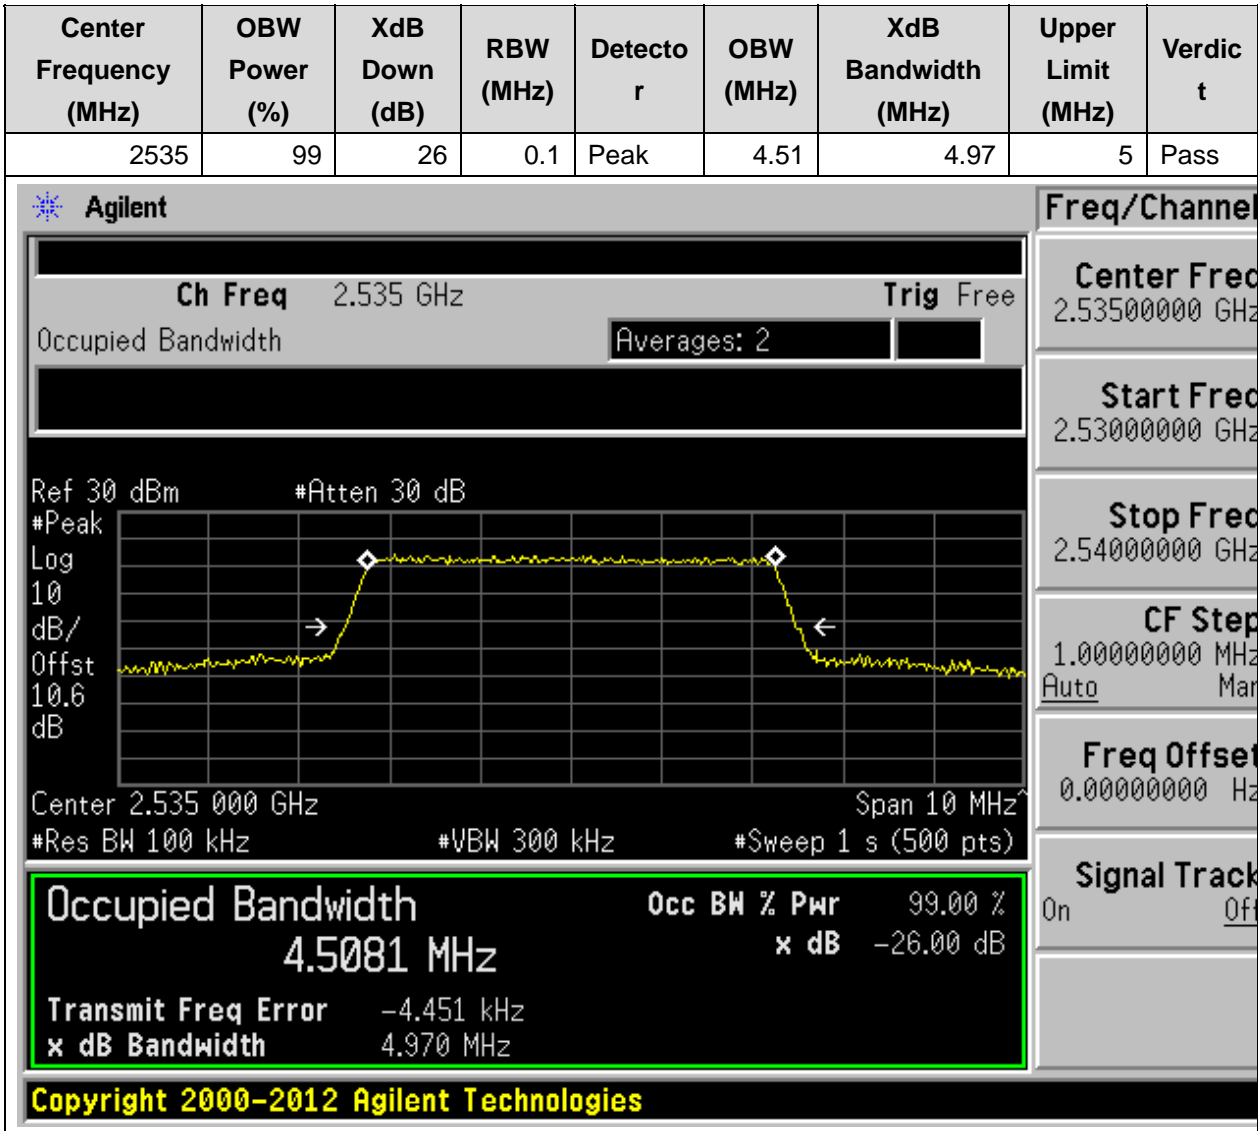 Center Frequency (MHz) OBW Power (%) XdB Down (dB) RBW (MHz) Detecto r OBW (MHz) XdB Bandwidth (MHz) Upper Limit (MHz) Verdic t
2535 99 26 0.1 Peak 4.51 4.97 5 Pass
Agilent
Freq/Channel
Ch Freq 2.535 GHz Trig Free
Occupied Bandwidth Averages: 2
Center Freq
2.53500000 GHz
Start Freq
2.53000000 GHz
Stop Freq
2.54000000 GHz
CF Step
1.00000000 MHz
Auto Man
Freq Offset
0.00000000 Hz
Signal Track
On Off
Ref 30 dBm #Atten 30 dB
#Peak
Log
10
dB/
Offst
10.6
dB
Center 2.535 000 GHz Span 10 MHz^
#Res BW 100 kHz #VBW 300 kHz #Sweep 1 s (500 pts)
Occupied Bandwidth Occ BW % Pwr 99.00 %
4.5081 MHz x dB -26.00 dB
Transmit Freq Error -4.451 kHz
x dB Bandwidth 4.970 MHz
Copyright 2000-2012 Agilent Technologies